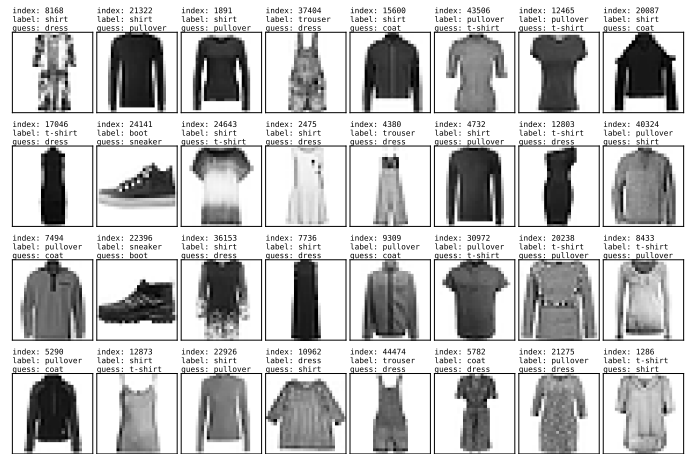 index: 8168
label: shirt
guess: dress
index: 21322
label: shirt
guess: pullover
index: 1891
label: shirt
guess: pullover
index: 37404
label: trouser
guess: dress
index: 15600
label: shirt
guess: coat
index: 43506
label: pullover
guess: t-shirt
index: 12465
label: pullover
guess: t-shirt
index: 20087
label: shirt
guess: coat
index: 17046
label: t-shirt
guess: dress
index: 24141
label: boot
guess: sneaker
index: 24643
label: shirt
guess: t-shirt
index: 2475
label: shirt
guess: dress
index: 4380
label: trouser
guess: dress
index: 4732
label: shirt
guess: pullover
index: 12803
label: t-shirt
guess: dress
index: 40324
label: pullover
guess: shirt
index: 7494
label: pullover
guess: coat
index: 22396
label: sneaker
guess: boot
index: 36153
label: shirt
guess: dress
index: 7736
label: shirt
guess: dress
index: 9309
label: pullover
guess: coat
index: 30972
label: pullover
guess: t-shirt
index: 20238
label: t-shirt
guess: pullover
index: 8433
label: t-shirt
guess: pullover
index: 5290
label: pullover
guess: coat
index: 12873
label: shirt
guess: t-shirt
index: 22926
label: shirt
guess: pullover
index: 10962
label: dress
guess: shirt
index: 44474
label: trouser
guess: dress
index: 5782
label: coat
guess: dress
index: 21275
label: pullover
guess: dress
index: 1286
label: t-shirt
guess: shirt